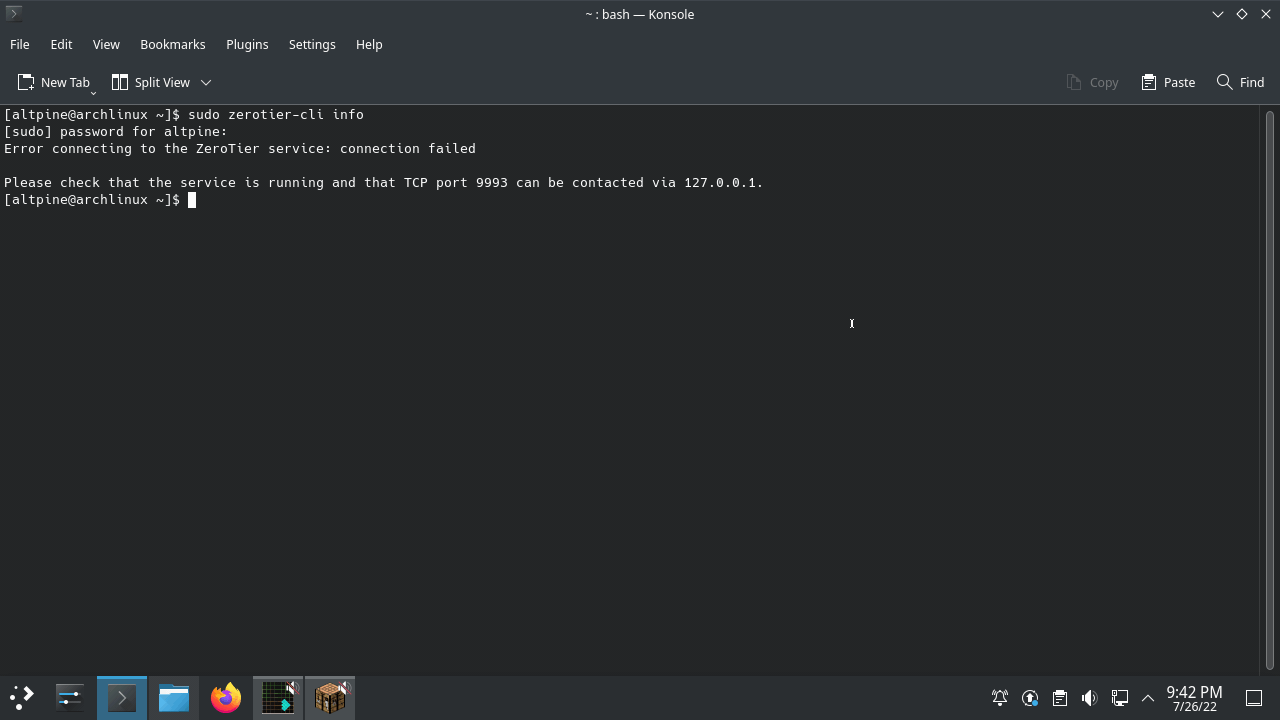 ~ : bash — Konsole
File Edit View Bookmarks Plugins Settings Help
New Tab Split View Copy Paste Find
[altpine@archlinux ~]$ sudo zerotier-cli info
[sudo] password for altpine:
Error connecting to the ZeroTier service: connection failed
Please check that the service is running and that TCP port 9993 can be contacted via 127.0.0.1.
[altpine@archlinux ~]$
9:42 PM
7/26/22